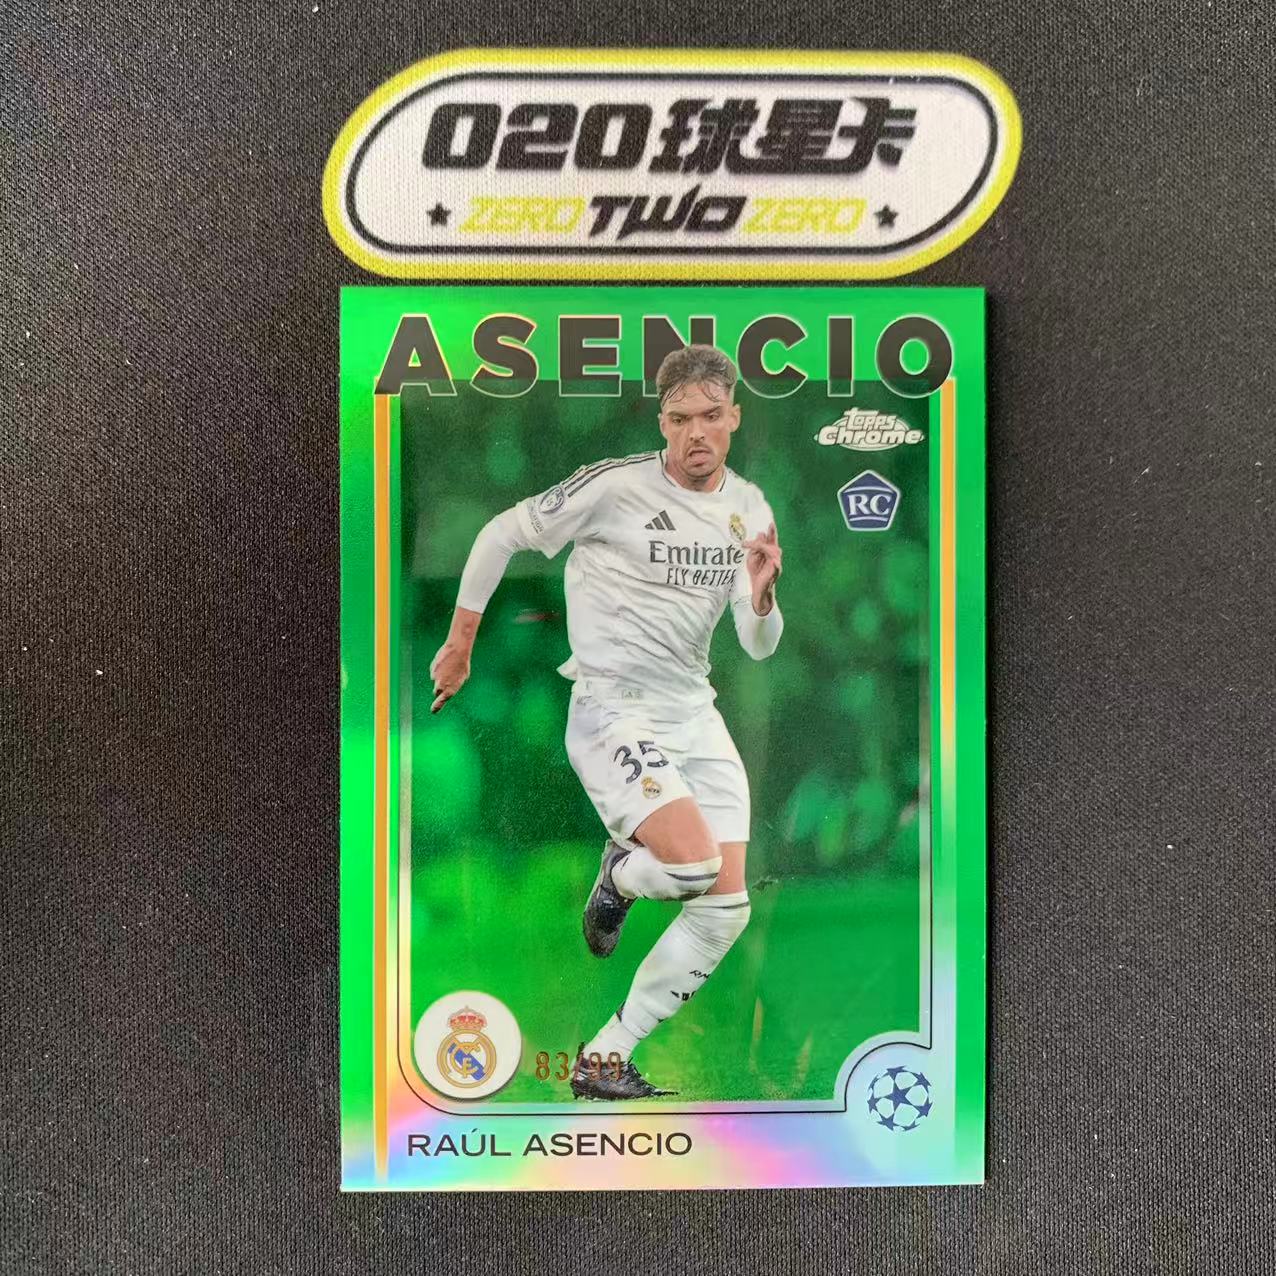 020球星卡
ZERO TWO ZERO
ASENCIO
Topps
Chrome
RC
Emirate
FLY BETTER
35
83/99
RAÚL ASENCIO